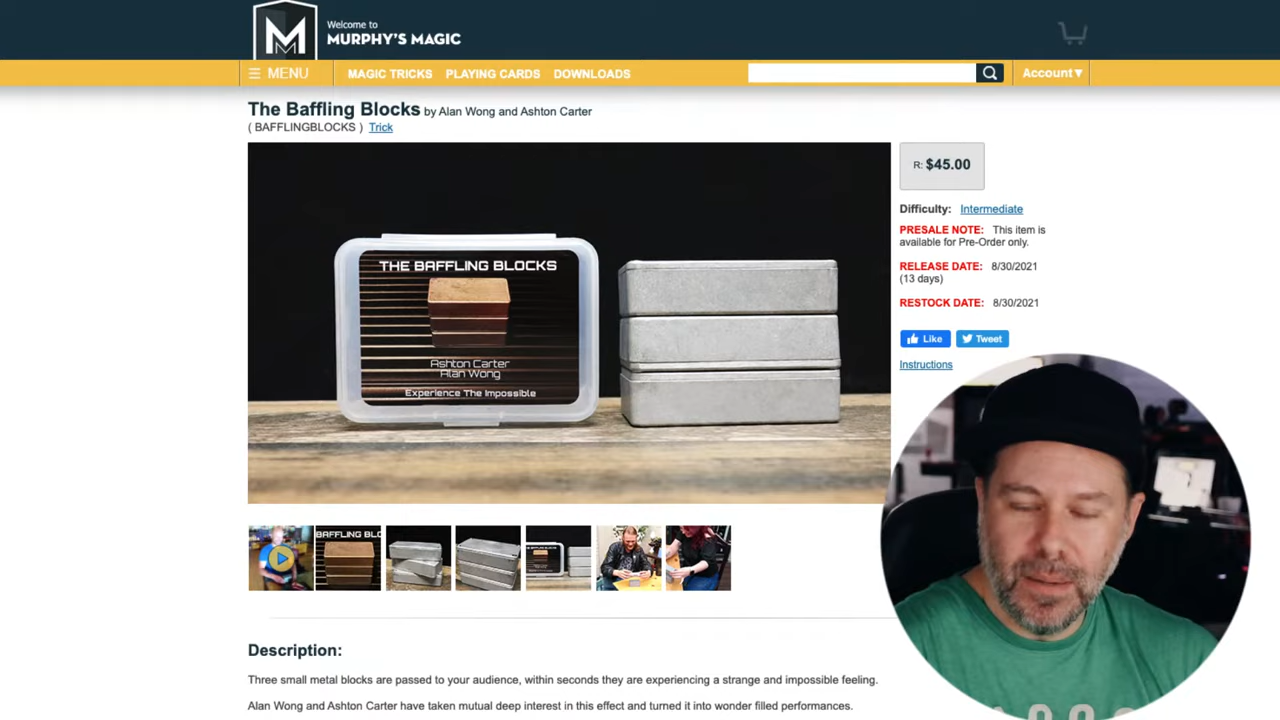 Welcome to
MURPHY'S MAGIC
MENU
MAGIC TRICKS
PLAYING CARDS
DOWNLOADS
Account▾
The Baffling Blocks by Alan Wong and Ashton Carter
( BAFFLINGBLOCKS ) Trick
THE BAFFLING BLOCKS
Ashton Carter
Alan Wong
Experience The Impossible
R: $45.00
Difficulty: Intermediate
PRESALE NOTE: This item is
available for Pre-Order only.
RELEASE DATE: 8/30/2021
(13 days)
RESTOCK DATE: 8/30/2021
Like
Tweet
Instructions
BAFFLING BLO
Description:
Three small metal blocks are passed to your audience, within seconds they are experiencing a strange and impossible feeling.
Alan Wong and Ashton Carter have taken mutual deep interest in this effect and turned it into wonder filled performances.